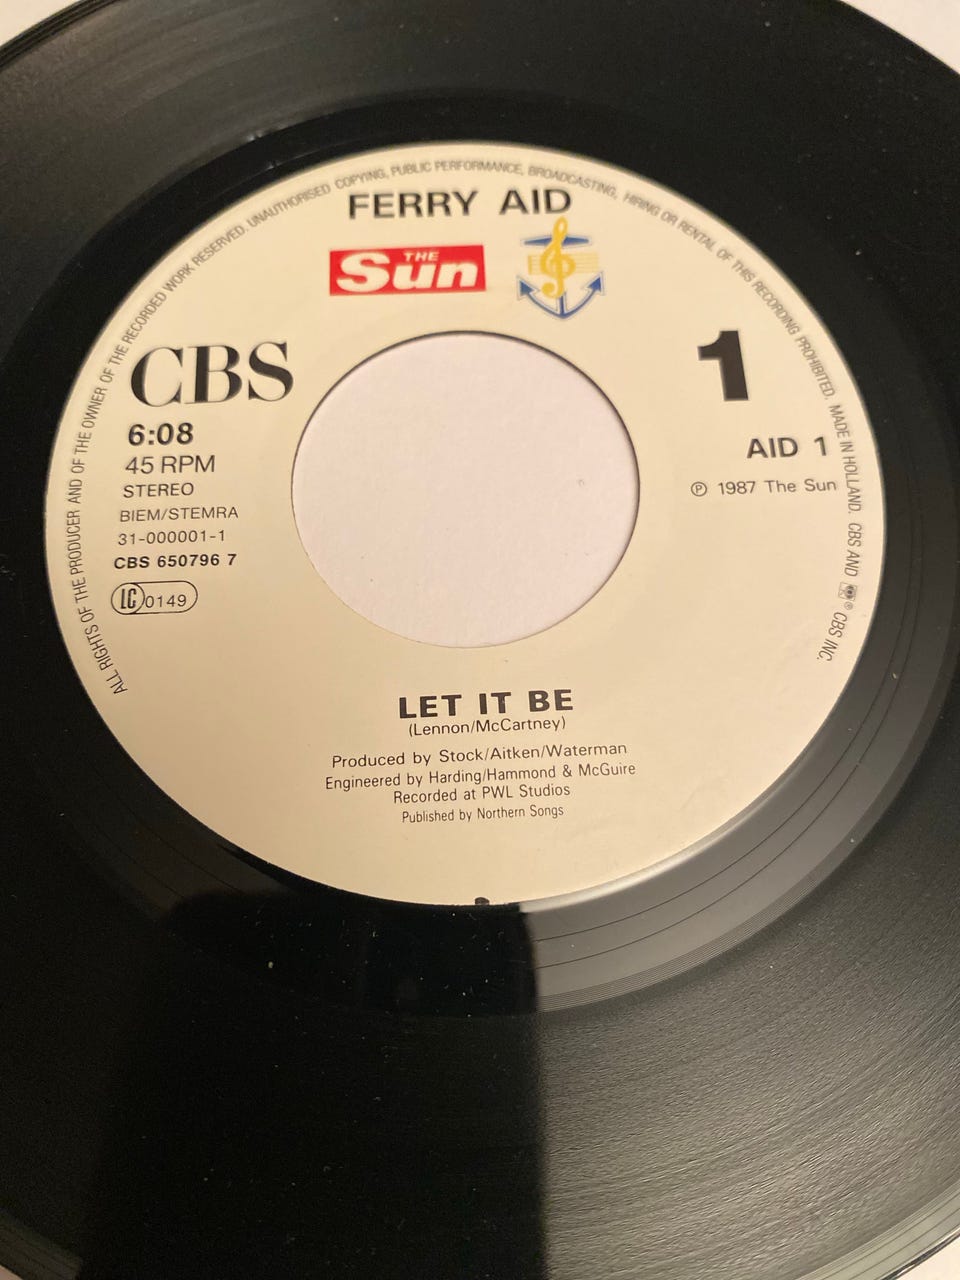 ALL RIGHTS OF THE PRODUCER AND OF THE OWNER OF THE RECORDED WORK RESERVED. UNAUTHORISED COPYING, PUBLIC PERFORMANCE, BROADCASTING, HIRING OR RENTAL OF THIS RECORDING PROHIBITED. MADE IN HOLLAND. CBS AND ® CBS INC.
FERRY AID
THE
Sun
CBS
1
6:08
45 RPM
STEREO
BIEM/STEMRA
31-000001-1
CBS 650796 7
LC 0149
AID 1
℗ 1987 The Sun
LET IT BE
(Lennon/McCartney)
Produced by Stock/Aitken/Waterman
Engineered by Harding/Hammond & McGuire
Recorded at PWL Studios
Published by Northern Songs